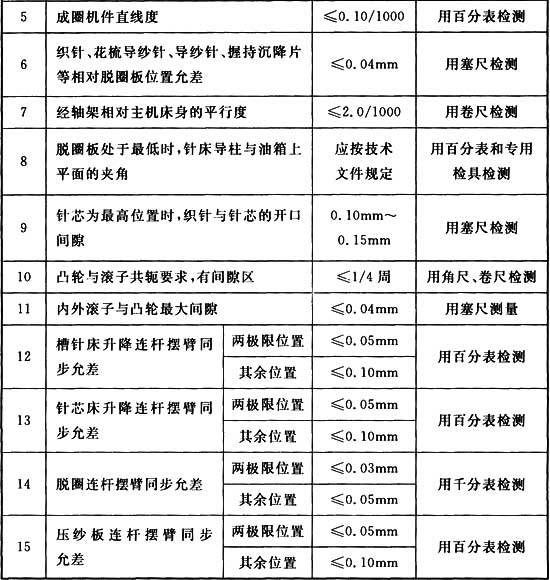 5 成圈机件直线度 ≤0.10/1000 用百分表检测
6 织针、花梳导纱针、导纱针、握持沉降片
等相对脱圈板位置允差 ≤0.04mm 用塞尺检测
7 经轴架相对主机床身的平行度 ≤2.0/1000 用卷尺检测
8 脱圈板处于最低时,针床导柱与油箱上
平面的夹角 应按技术
文件规定 用百分表和专用
检具检测
9 针芯为最高位置时,织针与针芯的开口
间隙 0.10mm～
0.15mm 用塞尺检测
10 凸轮与滚子共轭要求,有间隙区 ≤1/4 周 用角尺、卷尺检测
11 内外滚子与凸轮最大间隙 ≤0.04mm 用塞尺测量
12 槽针床升降连杆摆臂同
步允差 两极限位置 ≤0.05mm 用百分表检测
其余位置 ≤0.10mm
13 针芯床升降连杆摆臂同
步允差 两极限位置 ≤0.05mm 用百分表检测
其余位置 ≤0.10mm
14 脱圈连杆摆臂同步允差 两极限位置 ≤0.03mm 用千分表检测
其余位置 ≤0.05mm
15 压纱板连杆摆臂同步
允差 两极限位置 ≤0.05mm 用百分表检测
其余位置 ≤0.10mm